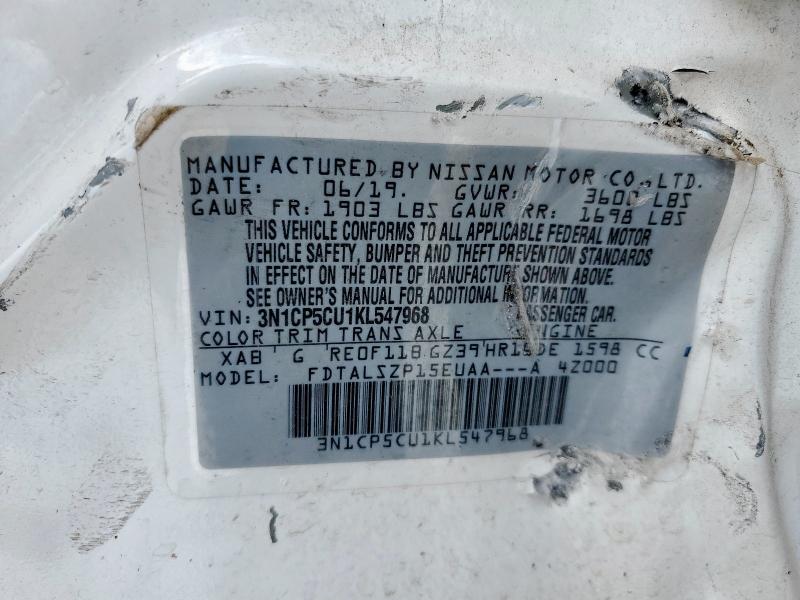 MANUFACTURED BY NISSAN MOTOR CO., LTD.
DATE: 06/19. GVWR: 3600 LBS
GAWR FR: 1903 LBS GAWR RR: 1698 LBS
THIS VEHICLE CONFORMS TO ALL APPLICABLE FEDERAL MOTOR
VEHICLE SAFETY, BUMPER AND THEFT PREVENTION STANDARDS
IN EFFECT ON THE DATE OF MANUFACTURE SHOWN ABOVE.
SEE OWNER'S MANUAL FOR ADDITIONAL INFORMATION.
VIN: 3N1CP5CU1KL547968 PASSENGER CAR.
COLOR TRIM TRANS AXLE ENGINE
XAB G RE0F11B GZ39 HR16DE 1598 CC
MODEL: FDTALSZP15EUAA---A 4Z000
3N1CP5CU1KL547968